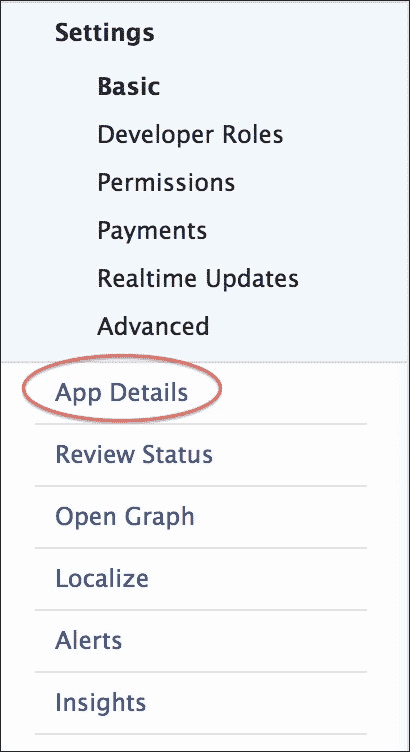 Settings
Basic
Developer Roles
Permissions
Payments
Realtime Updates
Advanced
App Details
Review Status
Open Graph
Localize
Alerts
Insights